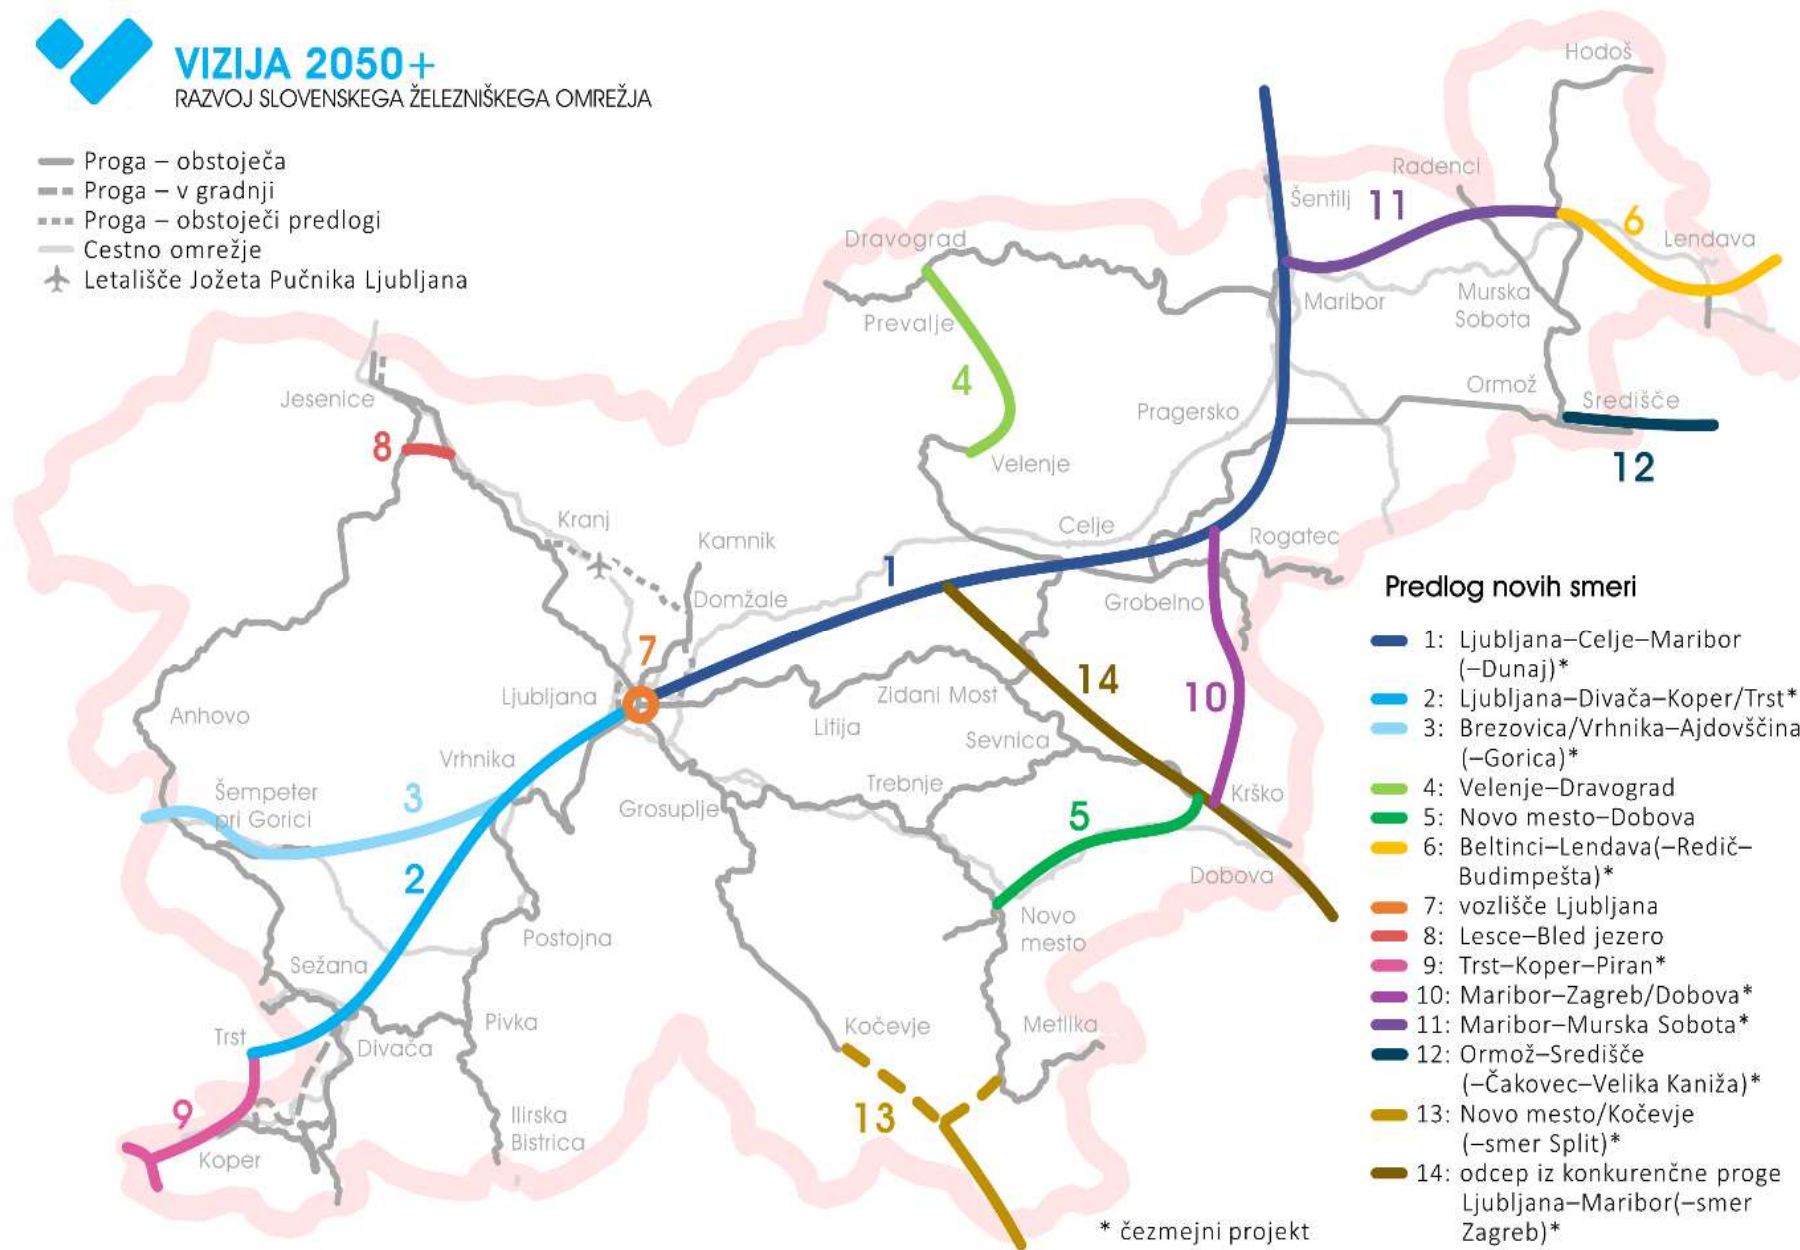 VIZIJA 2050+
RAZVOJ SLOVENSKEGA ŽELEZNIŠKEGA OMREŽJA
Proga – obstoječa
Proga – v gradnji
Proga – obstoječi predlogi
Cestno omrežje
Letališče Jožeta Pučnika Ljubljana
Hodoš
Radenci
Šentilj
11
6
Lendava
Dravograd
Maribor
Murska
Sobota
Prevalje
4
Jesenice
Ormož
Središče
Pragersko
8
Velenje
12
Kranj
Kamnik
Celje
Rogatec
1
Domžale
Grobelno
7
Ljubljana
Zidani Most
14
10
Anhovo
Litija
Sevnica
Vrhnika
Šempeter
pri Gorici
3
Grosuplje
Trebnje
5
Krško
2
Dobova
Novo
mesto
Postojna
Sežana
Trst
Divača
Pivka
Kočevje
Metlika
9
Koper
Ilirska
Bistrica
13
Predlog novih smeri
1: Ljubljana–Celje–Maribor
(–Dunaj)*
2: Ljubljana–Divača–Koper/Trst*
3: Brezovica/Vrhnika–Ajdovščina
(–Gorica)*
4: Velenje–Dravograd
5: Novo mesto–Dobova
6: Beltinci–Lendava(–Redič–
Budimpešta)*
7: vozlišče Ljubljana
8: Lesce–Bled jezero
9: Trst–Koper–Piran*
10: Maribor–Zagreb/Dobova*
11: Maribor–Murska Sobota*
12: Ormož–Središče
(–Čakovec–Velika Kaniža)*
13: Novo mesto/Kočevje
(–smer Split)*
14: odcep iz konkurenčne proge
Ljubljana–Maribor(–smer
Zagreb)*
* čezmejni projekt